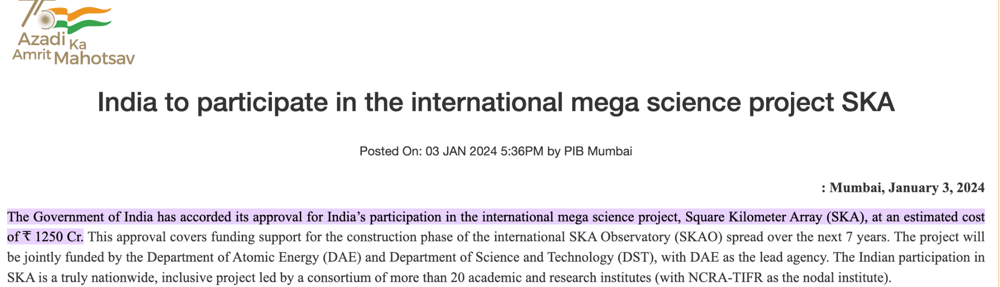 75
Azadi Ka
Amrit Mahotsav
India to participate in the international mega science project SKA
Posted On: 03 JAN 2024 5:36PM by PIB Mumbai
: Mumbai, January 3, 2024
The Government of India has accorded its approval for India’s participation in the international mega science project, Square Kilometer Array (SKA), at an estimated cost
of ₹ 1250 Cr. This approval covers funding support for the construction phase of the international SKA Observatory (SKAO) spread over the next 7 years. The project will
be jointly funded by the Department of Atomic Energy (DAE) and Department of Science and Technology (DST), with DAE as the lead agency. The Indian participation in
SKA is a truly nationwide, inclusive project led by a consortium of more than 20 academic and research institutes (with NCRA-TIFR as the nodal institute).